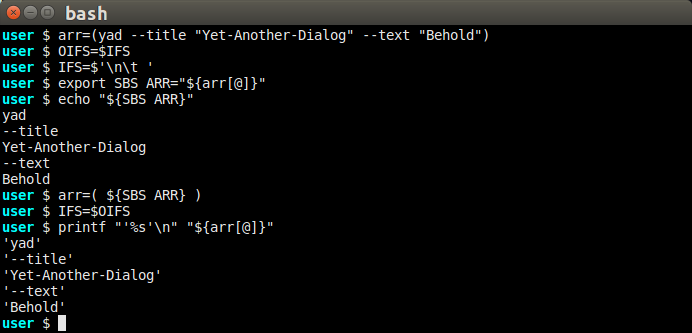 bash
user $ arr=(yad --title "Yet-Another-Dialog" --text "Behold")
user $ OIFS=$IFS
user $ IFS=$'\n\t '
user $ export SBS ARR="${arr[@]}"
user $ echo "${SBS ARR}"
yad
--title
Yet-Another-Dialog
--text
Behold
user $ arr=( ${SBS ARR} )
user $ IFS=$OIFS
user $ printf "'%s'\n" "${arr[@]}"
'yad'
'--title'
'Yet-Another-Dialog'
'--text'
'Behold'
user $